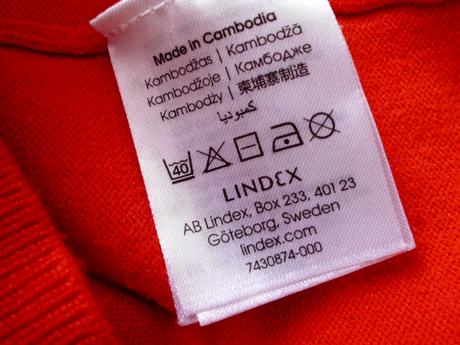 Made in Cambodia
Kambodžas | Kambodžā
Kambodžoje | Камбодже
Kambodży | 柬埔寨制造
كمبوديا
40
LINDEX
AB Lindex, Box 233, 401 23
Göteborg, Sweden
lindex.com
7430874-000